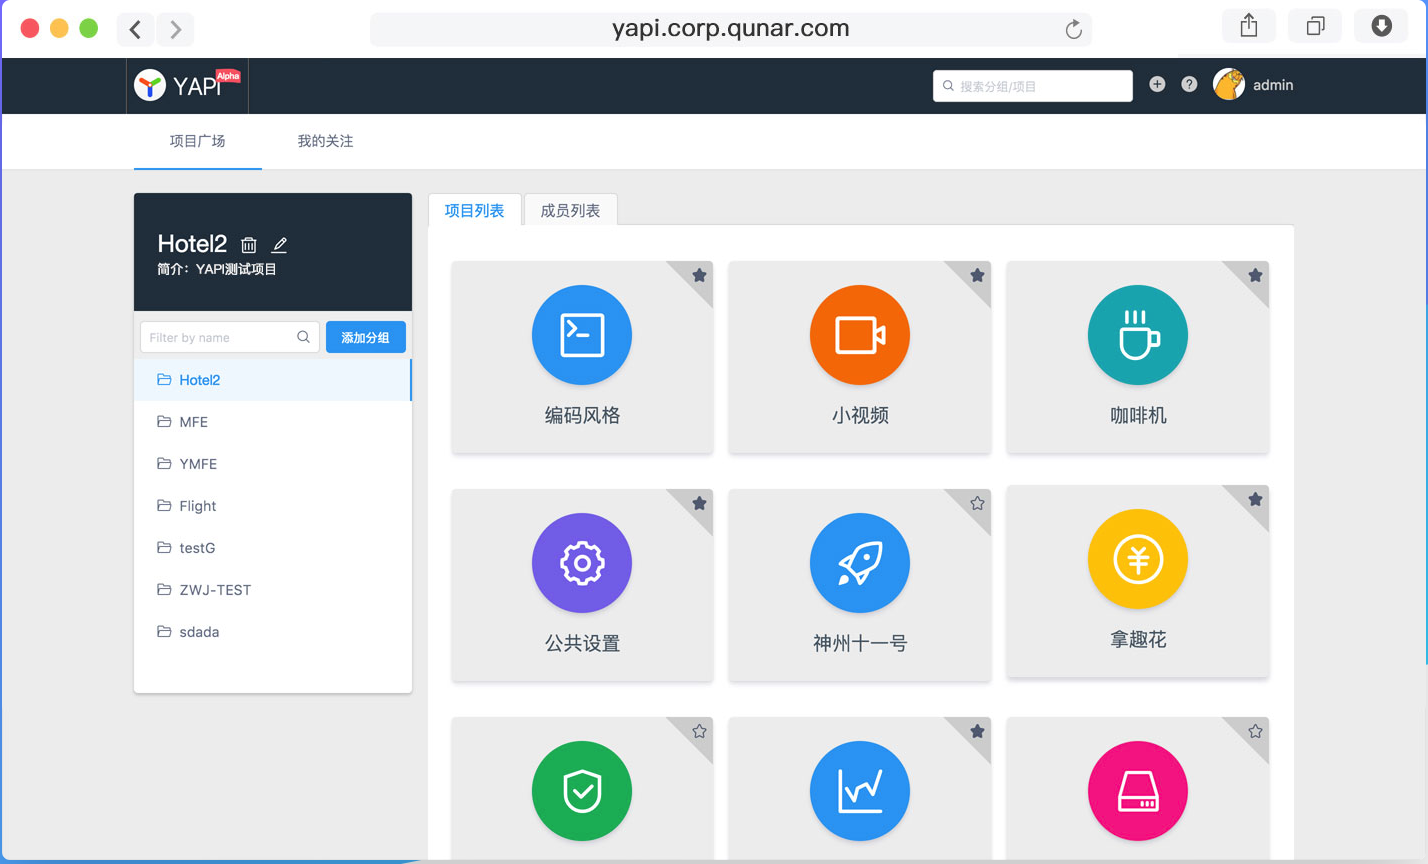 yapi.corp.qunar.com
YAPI Alpha
搜索分组/项目
admin
项目广场 我的关注
Hotel2
简介：YAPI测试项目
Filter by name
添加分组
Hotel2
MFE
YMFE
Flight
testG
ZWJ-TEST
sdada
项目列表 成员列表
编码风格 小视频 咖啡机
公共设置 神州十一号 拿趣花